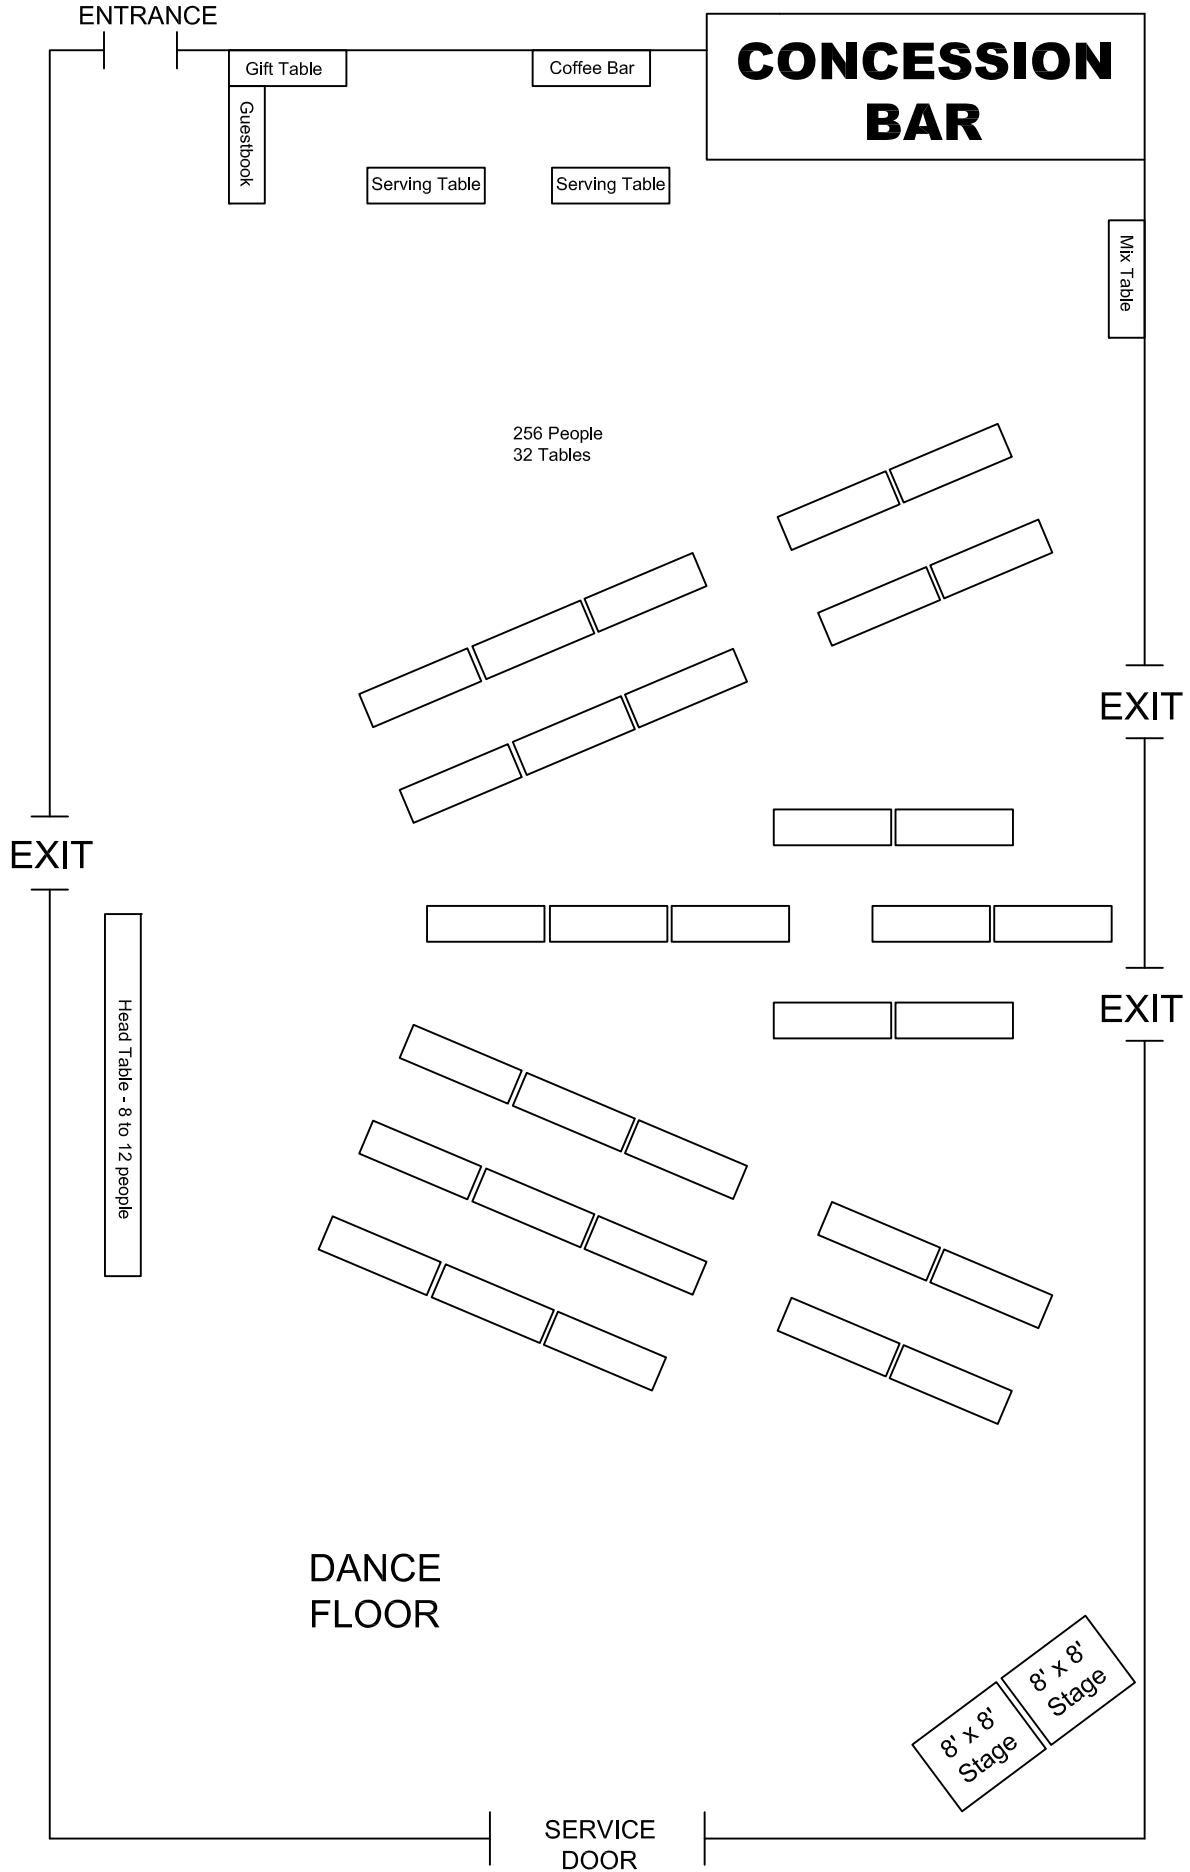 ENTRANCE
Gift Table
Coffee Bar
CONCESSION
BAR
Guestbook
Serving Table
Serving Table
Mix Table
256 People
32 Tables
EXIT
EXIT
EXIT
Head Table - 8 to 12 people
DANCE
FLOOR
8' x 8'
Stage
8' x 8'
Stage
SERVICE
DOOR